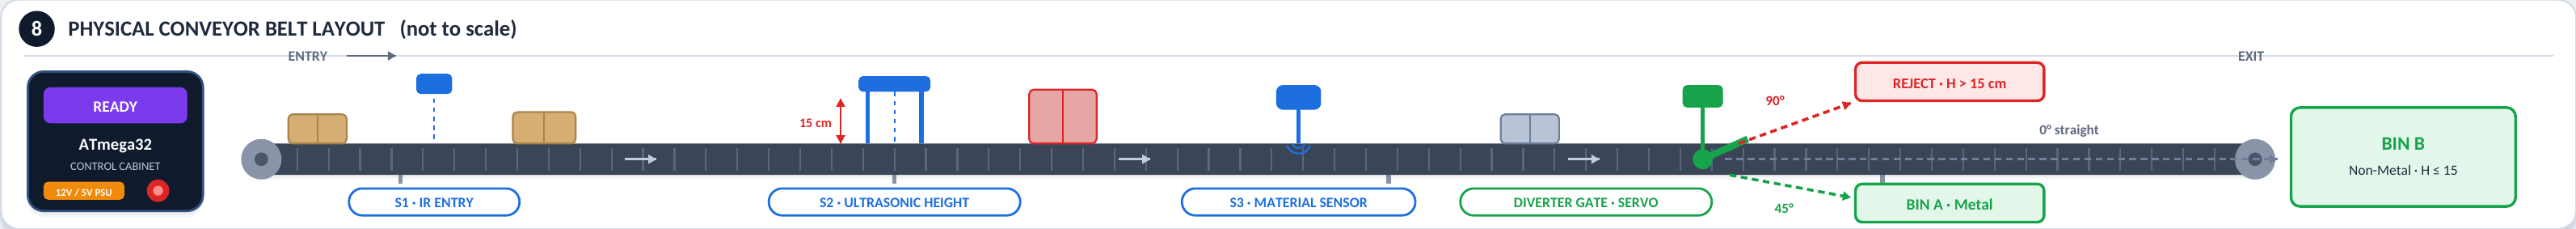 8 PHYSICAL CONVEYOR BELT LAYOUT (not to scale)
ENTRY
EXIT
READY
ATmega32
CONTROL CABINET
12V / 5V PSU
15 cm
90°
REJECT · H > 15 cm
0° straight
45°
BIN A · Metal
BIN B
Non-Metal · H ≤ 15
S1 · IR ENTRY
S2 · ULTRASONIC HEIGHT
S3 · MATERIAL SENSOR
DIVERTER GATE · SERVO